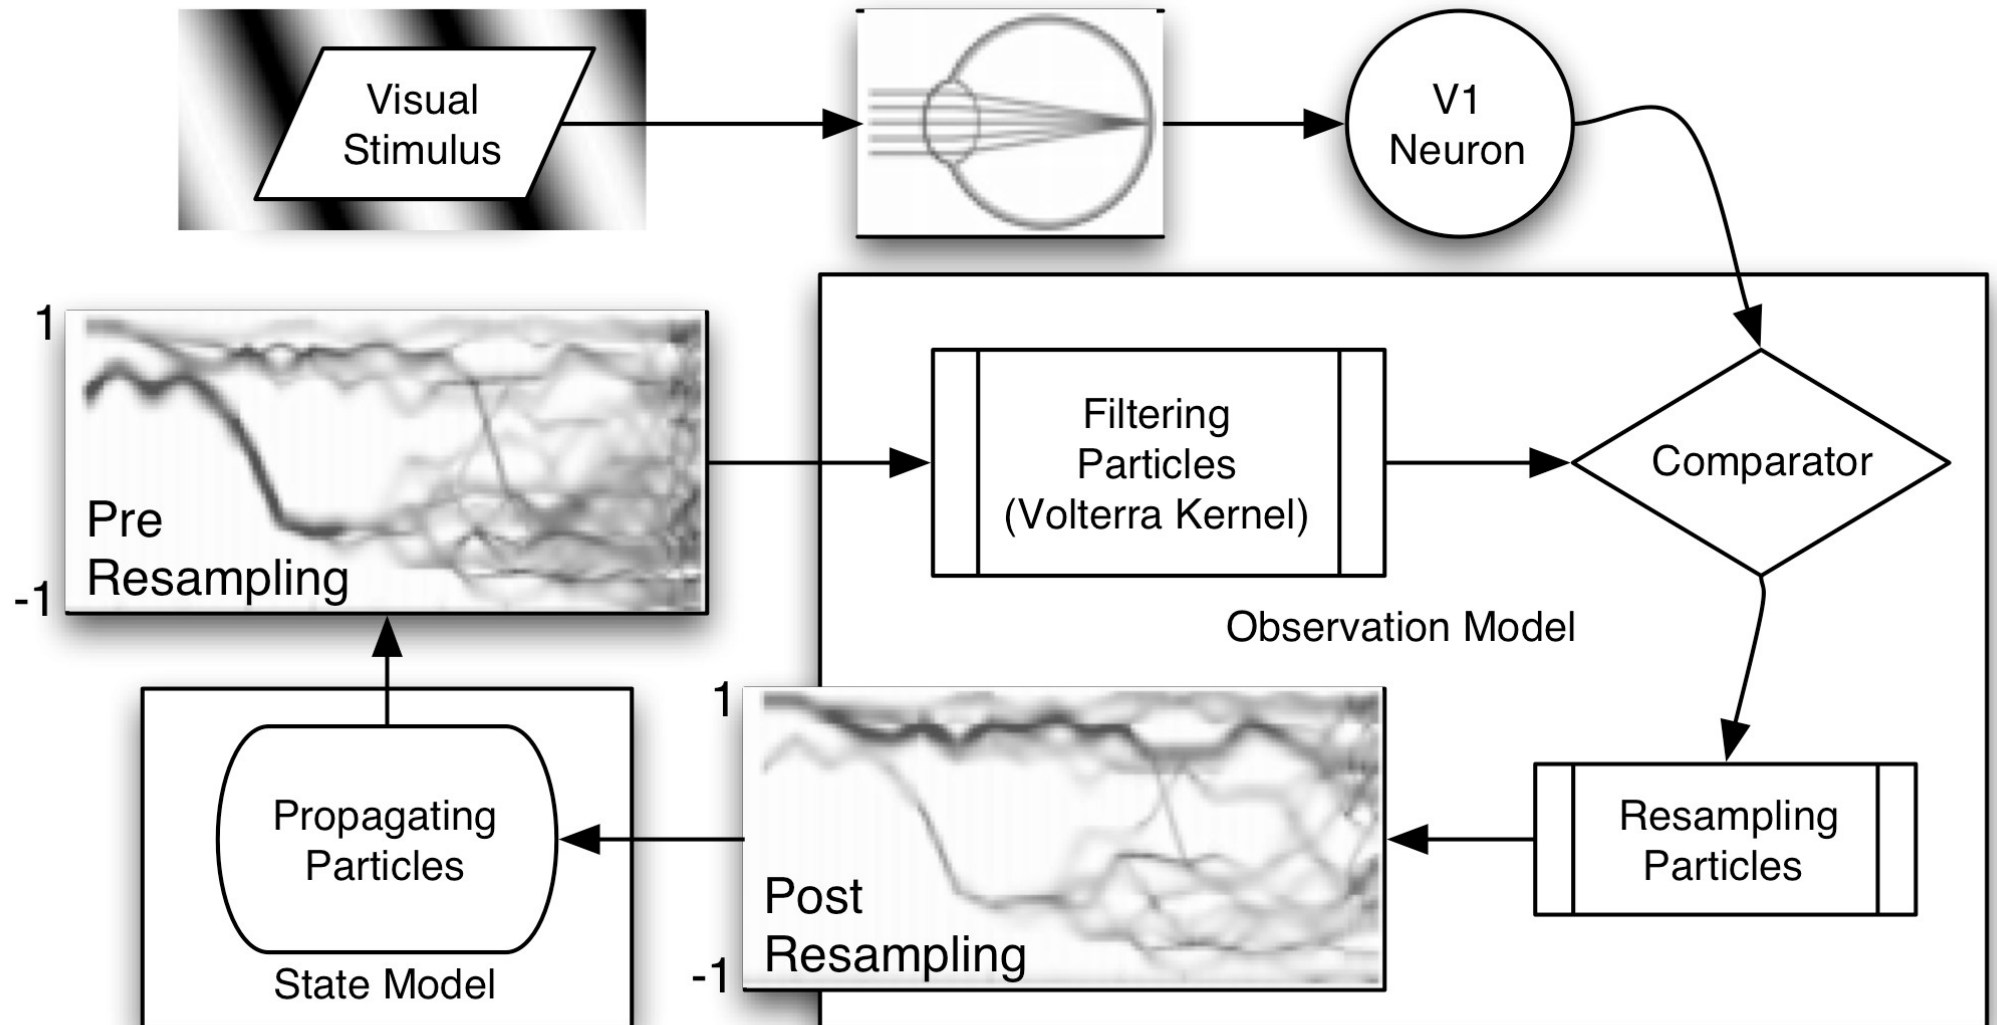 Visual
Stimulus
V1
Neuron
1
Pre
Resampling
-1
Filtering
Particles
(Volterra Kernel)
Comparator
Observation Model
Propagating
Particles
State Model
1
Post
Resampling
-1
Resampling
Particles